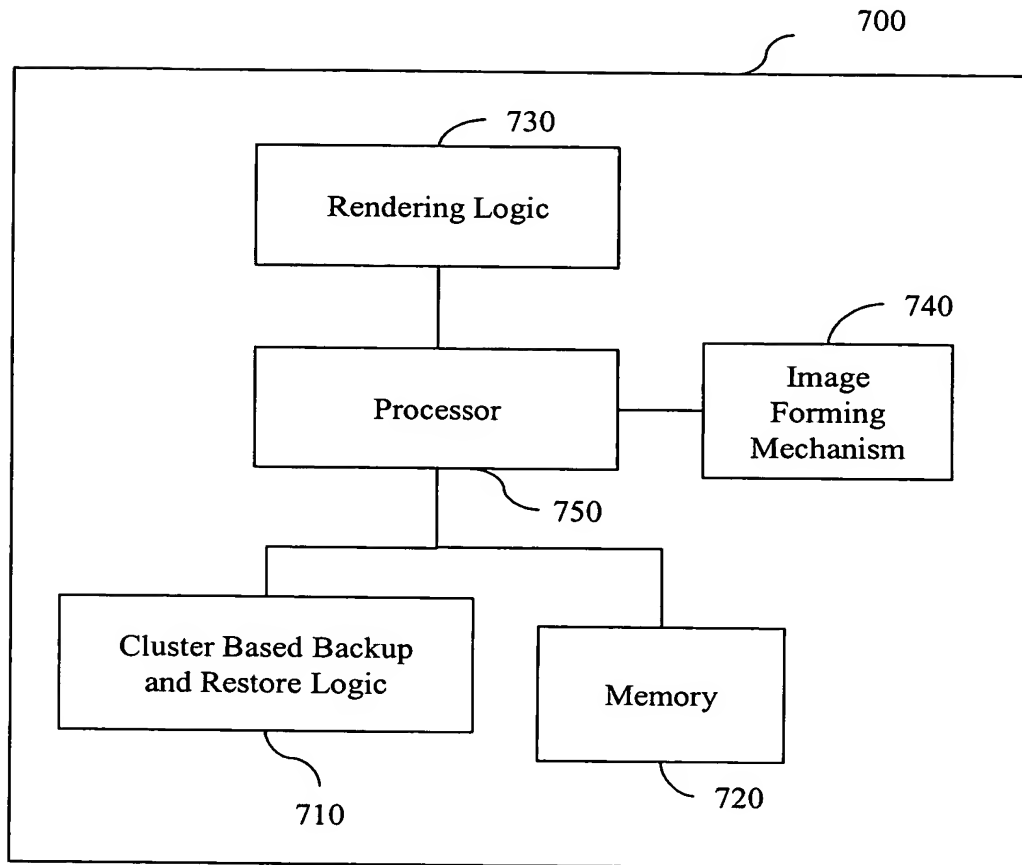 700
730
Rendering Logic
740
Processor
Image
Forming
Mechanism
750
Cluster Based Backup
and Restore Logic
Memory
710
720